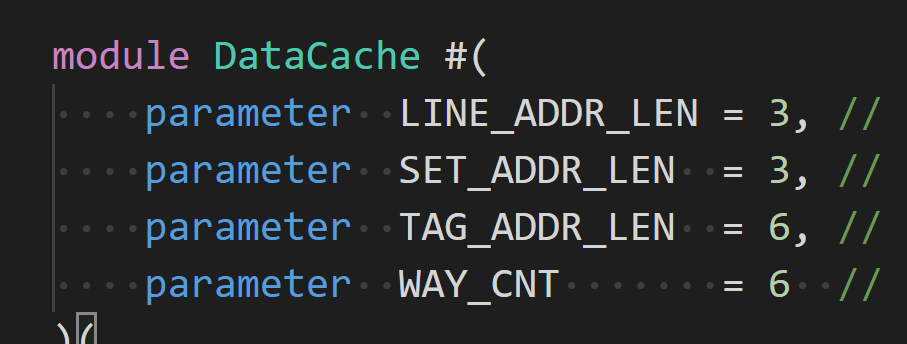 module DataCache #(
    parameter  LINE_ADDR_LEN = 3, //
    parameter  SET_ADDR_LEN  = 3, //
    parameter  TAG_ADDR_LEN  = 6, //
    parameter  WAY_CNT       = 6  //
)(